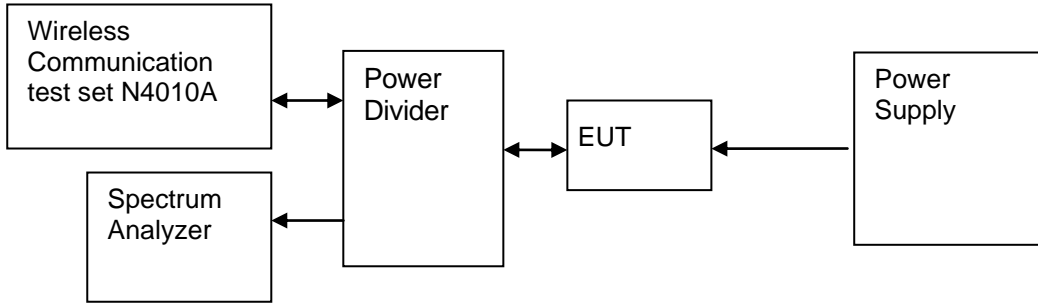 Wireless
Communication
test set N4010A
Spectrum
Analyzer
Power
Divider
EUT
Power
Supply